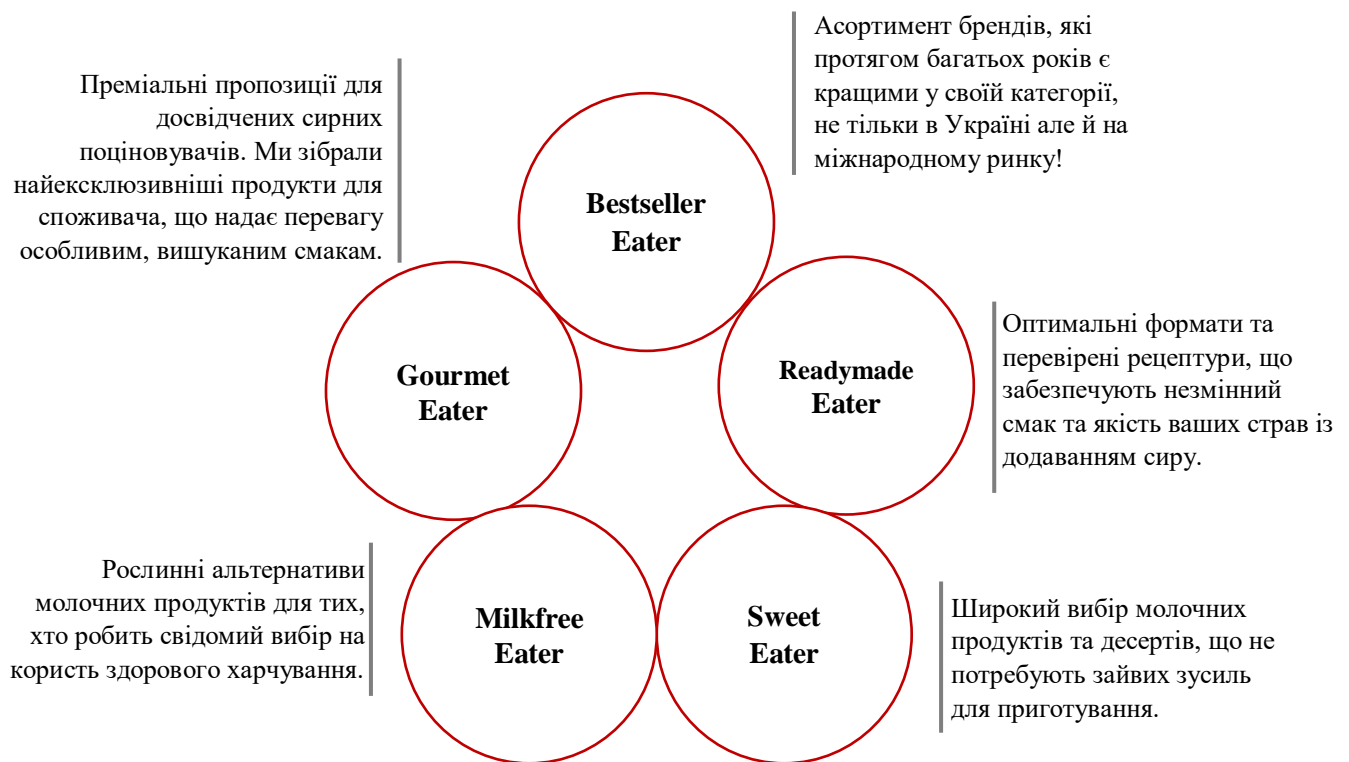 Асортимент брендів, які
протягом багатьох років є
кращими у своїй категорії,
не тільки в Україні але й на
міжнародному ринку!
Преміальні пропозиції для
досвідчених сирних
поціновувачів. Ми зібрали
найексклюзивніші продукти для
споживача, що надає перевагу
особливим, вишуканим смакам.
Bestseller
Eater
Gourmet
Eater
Readymade
Eater
Оптимальні формати та
перевірені рецептури, що
забезпечують незмінний
смак та якість ваших страв із
додаванням сиру.
Рослинні альтернативи
молочних продуктів для тих,
хто робить свідомий вибір на
користь здорового харчування.
Milkfree
Eater
Sweet
Eater
Широкий вибір молочних
продуктів та десертів, що не
потребують зайвих зусиль
для приготування.